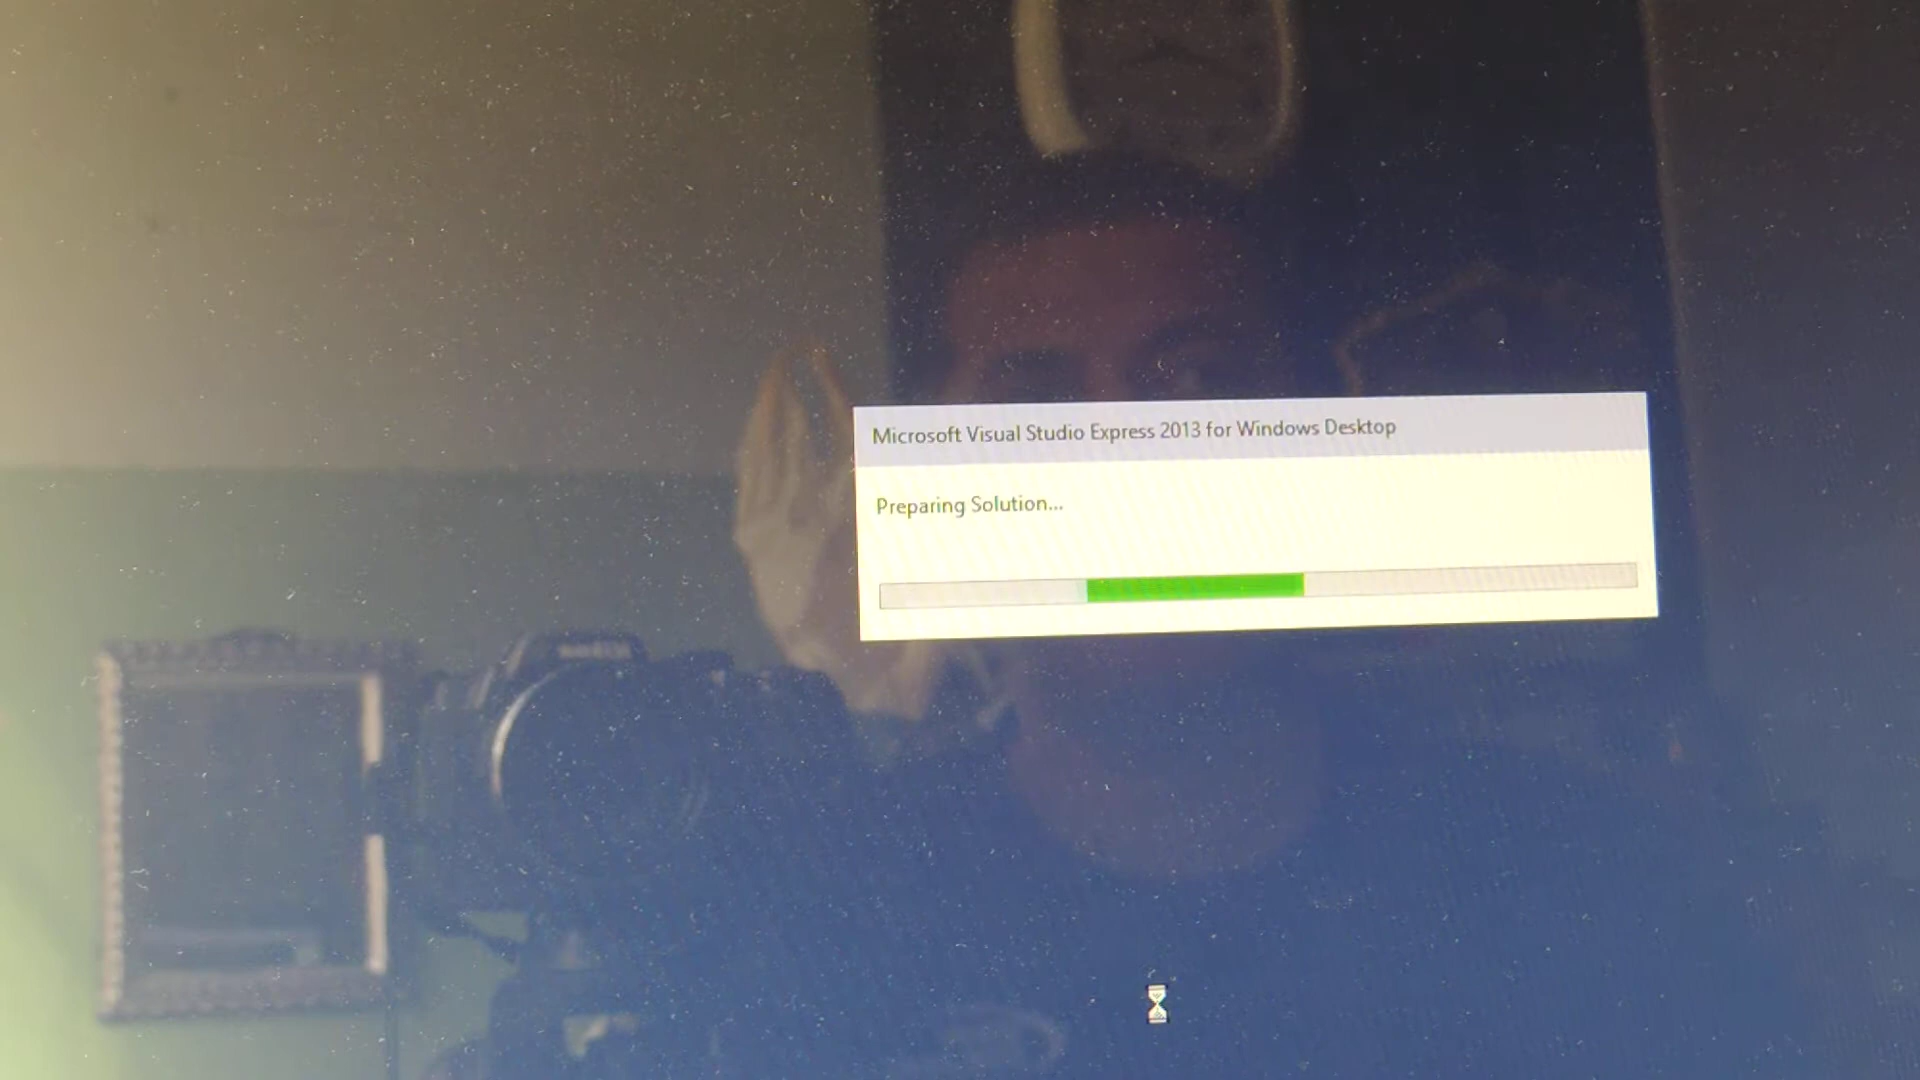 Microsoft Visual Studio Express 2013 for Windows Desktop
Preparing Solution...